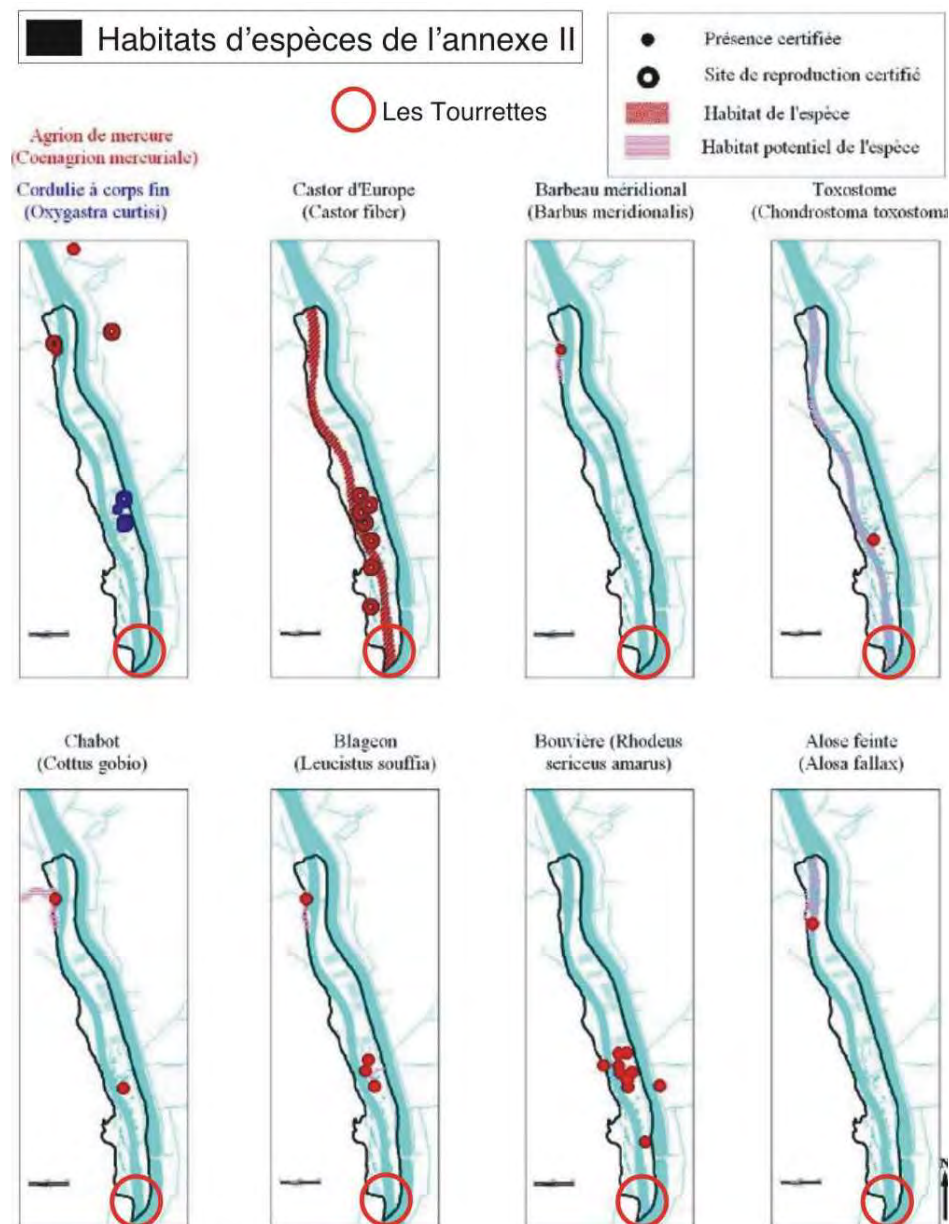 Habitats d'espèces de l'annexe II
Présence certifiée
Site de reproduction certifié
Habitat de l'espèce
Habitat potentiel de l'espèce
Les Tourrettes
Agrion de mercure
(Coenagrion mercuriale)
Cordulie à corps fin
(Oxygastra curtisi)
Castor d'Europe
(Castor fiber)
Barbeau méridional
(Barbus meridionalis)
Toxostome
(Chondrostoma toxostoma
Chabot
(Cottus gobio)
Blageon
(Leucistus souffia)
Bouvière (Rhodeus
sericeus amarus)
Alose feinte
(Alosa fallax)
N